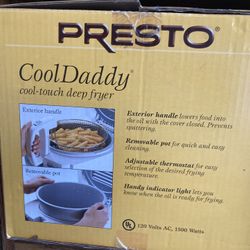 PRESTO®
CoolDaddy®
cool-touch deep fryer
Exterior handle
Removable pot
Exterior handle lowers food into
the oil with the cover closed. Prevents
spattering.
Removable pot for quick and easy
cleaning.
Adjustable thermostat for easy
selection of the desired frying
temperature.
Handy indicator light lets you
know when the oil is ready for frying.
UL
120 Volts AC, 1500 Watts